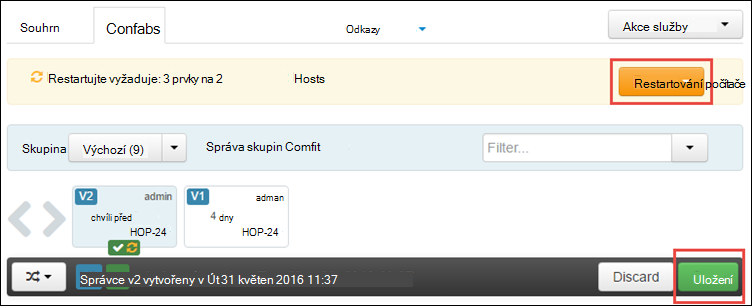 Souhrn
Confabs
Odkazy
Akce služby
Restartujte vyžaduje: 3 prvky na 2
Hosts
Restartování počítače
Skupina
Výchozí (9)
Správa skupin Comfit
Filter...
V2
admin
chvíli před
HOP-24
V1
adman
4 dny
HOP-24
Správce v2 vytvořeny v Út 31 květen 2016 11:37
Discard
Uložení